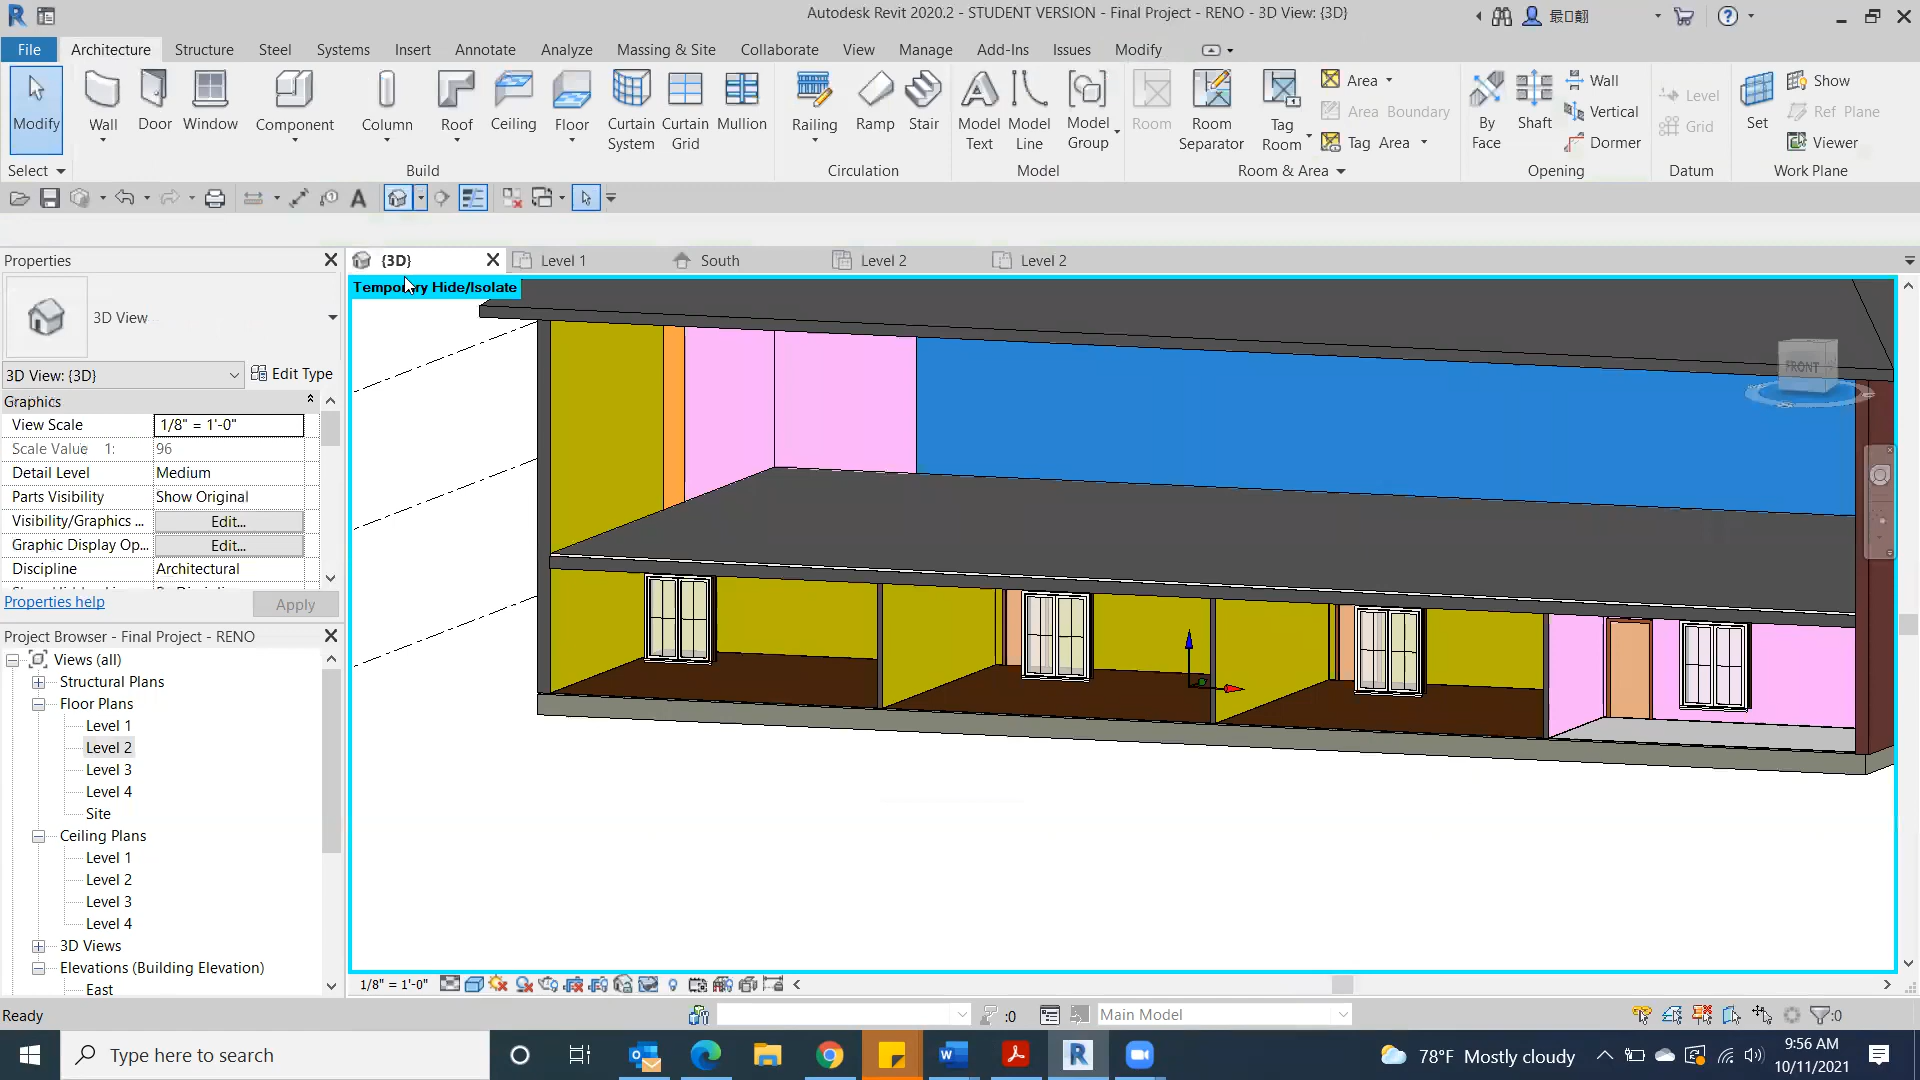 Autodesk Revit 2020.2 - STUDENT VERSION - Final Project - RENO - 3D View: {3D}
File Architecture Structure Steel Systems Insert Annotate Analyze Massing & Site Collaborate View Manage Add-Ins Issues Modify
Modify Wall Door Window Component Column Roof Ceiling Floor Curtain System Curtain Grid Mullion Railing Ramp Stair Model Text Model Line Model Group Room Room Separator Tag Room Area Area Boundary Tag Area By Face Shaft Wall Vertical Dormer Level Grid Set Show Ref Plane Viewer
Select Build Circulation Model Room & Area Opening Datum Work Plane
Properties
{3D} Level 1 South Level 2 Level 2
Temporary Hide/Isolate
3D View
3D View: {3D} Edit Type
Graphics
View Scale 1/8" = 1'-0"
Scale Value 1: 96
Detail Level Medium
Parts Visibility Show Original
Visibility/Graphics ... Edit...
Graphic Display Op... Edit...
Discipline Architectural
Properties help Apply
FRONT
Project Browser - Final Project - RENO
Views (all)
Structural Plans
Floor Plans
Level 1
Level 2
Level 3
Level 4
Site
Ceiling Plans
Level 1
Level 2
Level 3
Level 4
3D Views
Elevations (Building Elevation)
East
1/8" = 1'-0"
Ready :0 Main Model :0
Type here to search
78°F Mostly cloudy
9:56 AM
10/11/2021